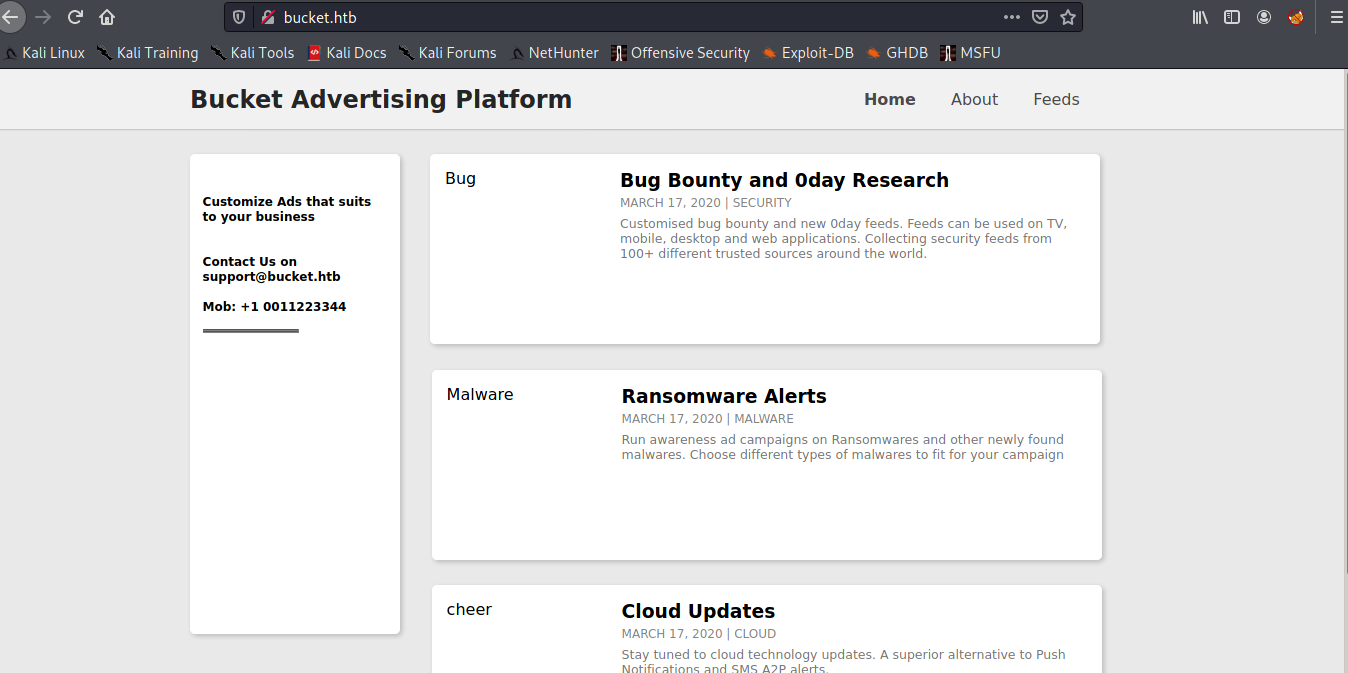 bucket.htb
Kali Linux Kali Training Kali Tools Kali Docs Kali Forums NetHunter Offensive Security Exploit-DB GHDB MSFU
Bucket Advertising Platform
Home About Feeds
Customize Ads that suits
to your business
Contact Us on
support@bucket.htb
Mob: +1 0011223344
Bug
Bug Bounty and 0day Research
MARCH 17, 2020 | SECURITY
Customised bug bounty and new 0day feeds. Feeds can be used on TV,
mobile, desktop and web applications. Collecting security feeds from
100+ different trusted sources around the world.
Malware
Ransomware Alerts
MARCH 17, 2020 | MALWARE
Run awareness ad campaigns on Ransomwares and other newly found
malwares. Choose different types of malwares to fit for your campaign
cheer
Cloud Updates
MARCH 17, 2020 | CLOUD
Stay tuned to cloud technology updates. A superior alternative to Push
Notifications and SMS A2P alerts.